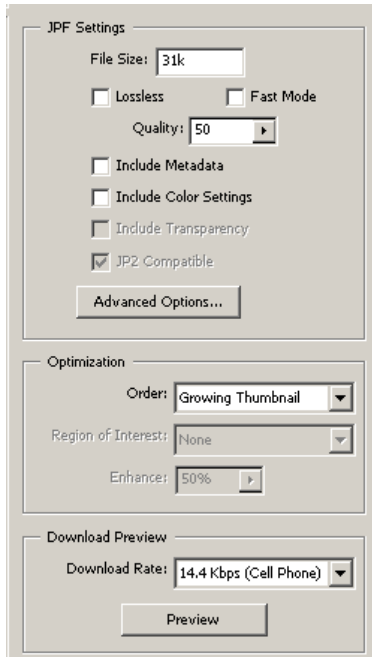 JPF Settings
File Size: 31k
Lossless Fast Mode
Quality: 50
Include Metadata
Include Color Settings
Include Transparency
JP2 Compatible
Advanced Options...
Optimization
Order: Growing Thumbnail
Region of Interest: None
Enhance: 50%
Download Preview
Download Rate: 14.4 Kbps (Cell Phone)
Preview